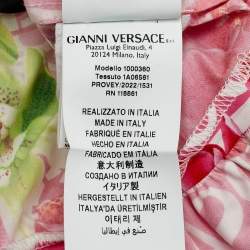 GIANNI VERSACE S.r.l.
Piazza Luigi Einaudi, 4
20124 Milano, Italy
Modello 1000360
Tessuto 1A06561
PROVEY/2022/1531
RN 116861
REALIZZATO IN ITALIA
MADE IN ITALY
FABRIQUÉ EN ITALIE
HECHO EN ITALIA
FABRICADO EM ITÁLIA
意大利制造
Сделано в Италии
イタリア製
HERGESTELLT IN ITALIEN
İTALYA'DA ÜRETİLMİŞTİR
이태리제
صنع في إيطاليا